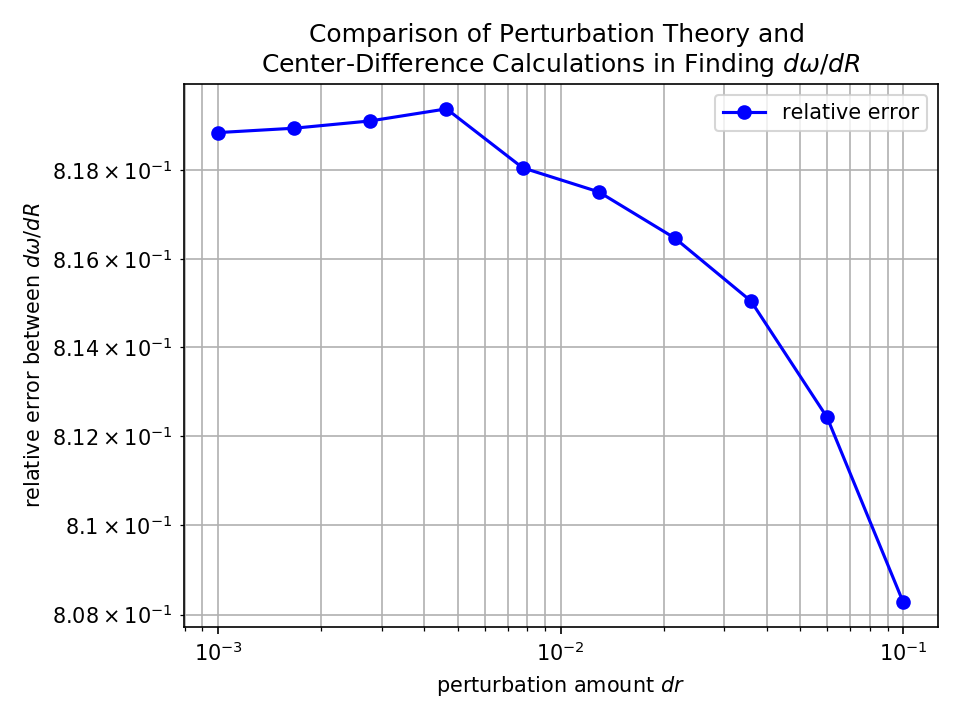 Comparison of Perturbation Theory and
Center-Difference Calculations in Finding dω/dR
relative error
relative error between dω/dR
8.18 × 10⁻¹
8.16 × 10⁻¹
8.14 × 10⁻¹
8.12 × 10⁻¹
8.1 × 10⁻¹
8.08 × 10⁻¹
10⁻³ 10⁻² 10⁻¹
perturbation amount dr